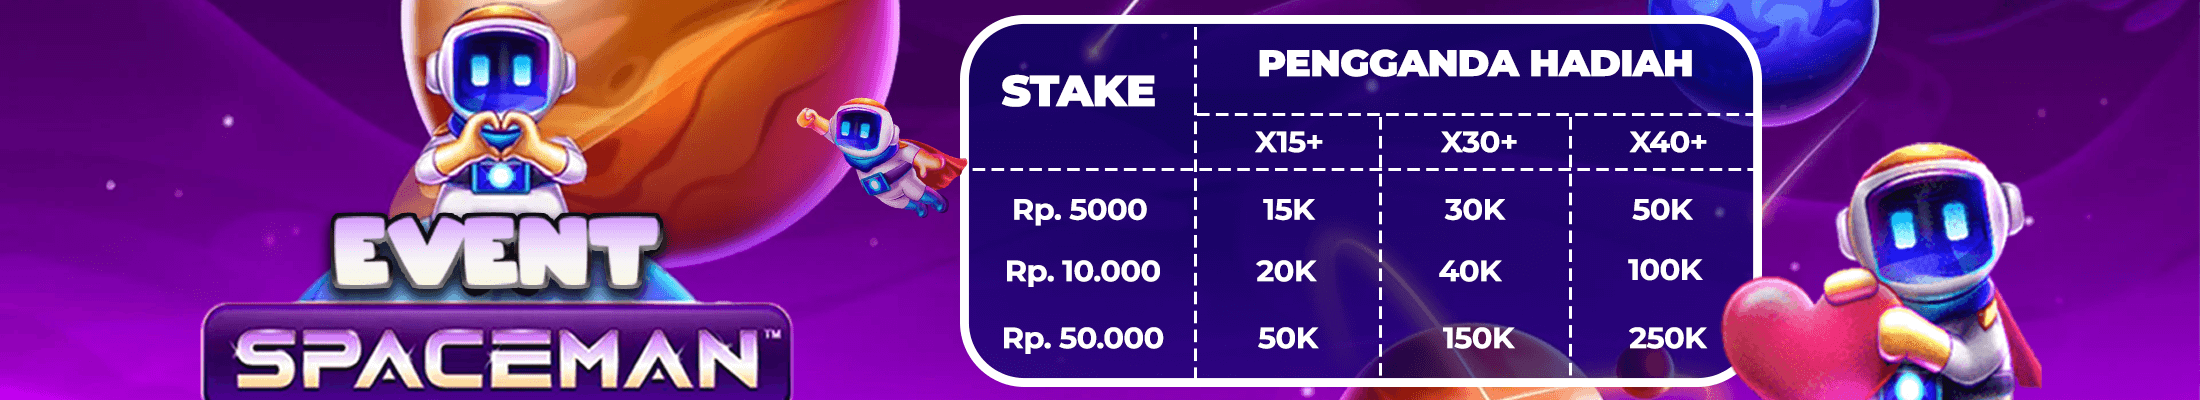 EVENT
SPACEMAN™
STAKE
PENGGANDA HADIAH
X15+ X30+ X40+
Rp. 5000 15K 30K 50K
Rp. 10.000 20K 40K 100K
Rp. 50.000 50K 150K 250K